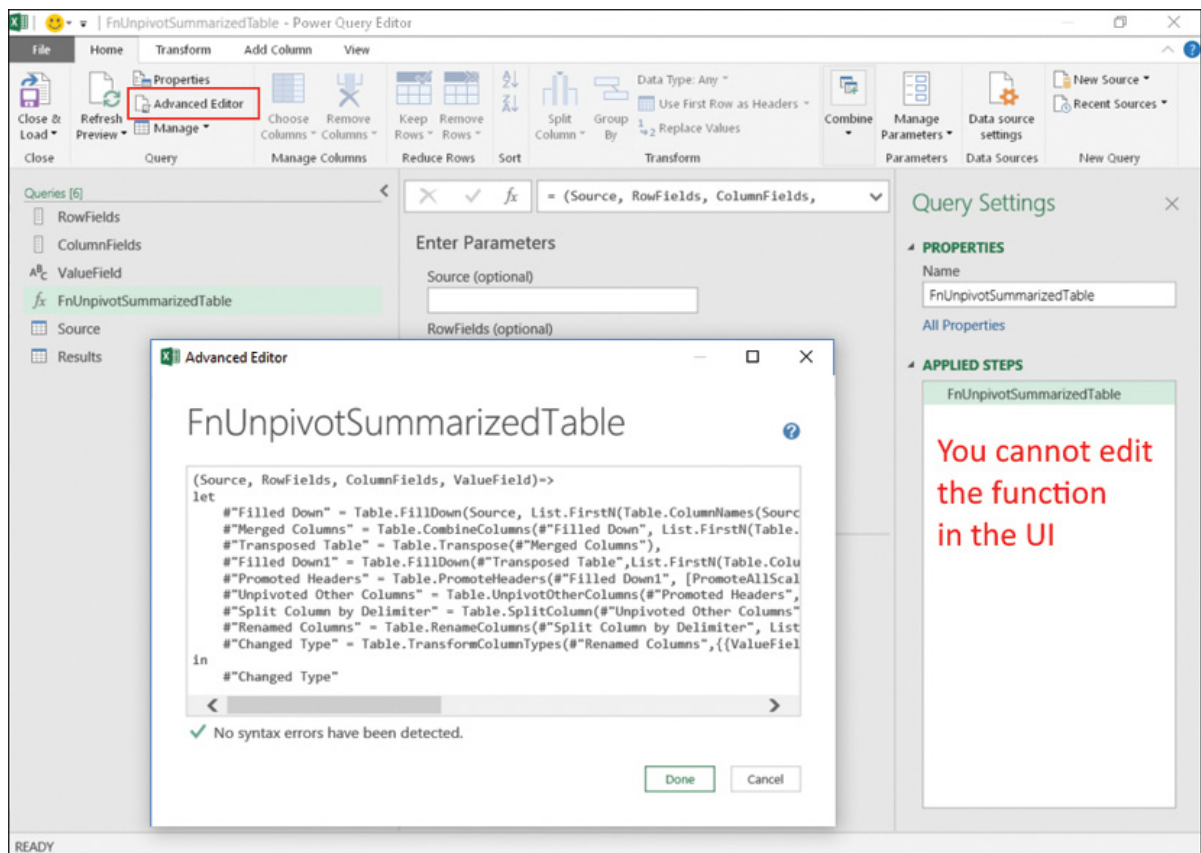 FnUnpivotSummarizedTable - Power Query Editor
File Home Transform Add Column View
Close & Load
Refresh Preview
Properties
Advanced Editor
Manage
Choose Columns
Remove Columns
Keep Rows
Remove Rows
Split Column
Group By
Data Type: Any
Use First Row as Headers
Replace Values
Combine
Manage Parameters
Data source settings
New Source
Recent Sources
Close Query Manage Columns Reduce Rows Sort Transform Parameters Data Sources New Query
Queries [6]
RowFields
ColumnFields
ABC ValueField
fx FnUnpivotSummarizedTable
Source
Results
fx = (Source, RowFields, ColumnFields,
Enter Parameters
Source (optional)
RowFields (optional)
Query Settings
PROPERTIES
Name
FnUnpivotSummarizedTable
All Properties
APPLIED STEPS
FnUnpivotSummarizedTable
You cannot edit
the function
in the UI
Advanced Editor
FnUnpivotSummarizedTable
(Source, RowFields, ColumnFields, ValueField)=>
let
#"Filled Down" = Table.FillDown(Source, List.FirstN(Table.ColumnNames(Sourc
#"Merged Columns" = Table.CombineColumns(#"Filled Down", List.FirstN(Table.
#"Transposed Table" = Table.Transpose(#"Merged Columns"),
#"Filled Down1" = Table.FillDown(#"Transposed Table",List.FirstN(Table.Colu
#"Promoted Headers" = Table.PromoteHeaders(#"Filled Down1", [PromoteAllScal
#"Unpivoted Other Columns" = Table.UnpivotOtherColumns(#"Promoted Headers",
#"Split Column by Delimiter" = Table.SplitColumn(#"Unpivoted Other Columns"
#"Renamed Columns" = Table.RenameColumns(#"Split Column by Delimiter", List
#"Changed Type" = Table.TransformColumnTypes(#"Renamed Columns",{{ValueFiel
in
#"Changed Type"
No syntax errors have been detected.
Done Cancel
READY